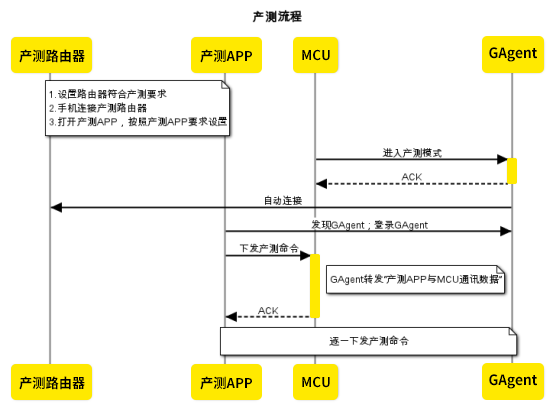 产测流程
产测路由器
产测APP
MCU
GAgent
1.设置路由器符合产测要求
2.手机连接产测路由器
3.打开产测APP，按照产测APP要求设置
进入产测模式
ACK
自动连接
发现GAgent；登录GAgent
下发产测命令
GAgent转发“产测APP与MCU通讯数据”
ACK
逐一下发产测命令
产测路由器
产测APP
MCU
GAgent